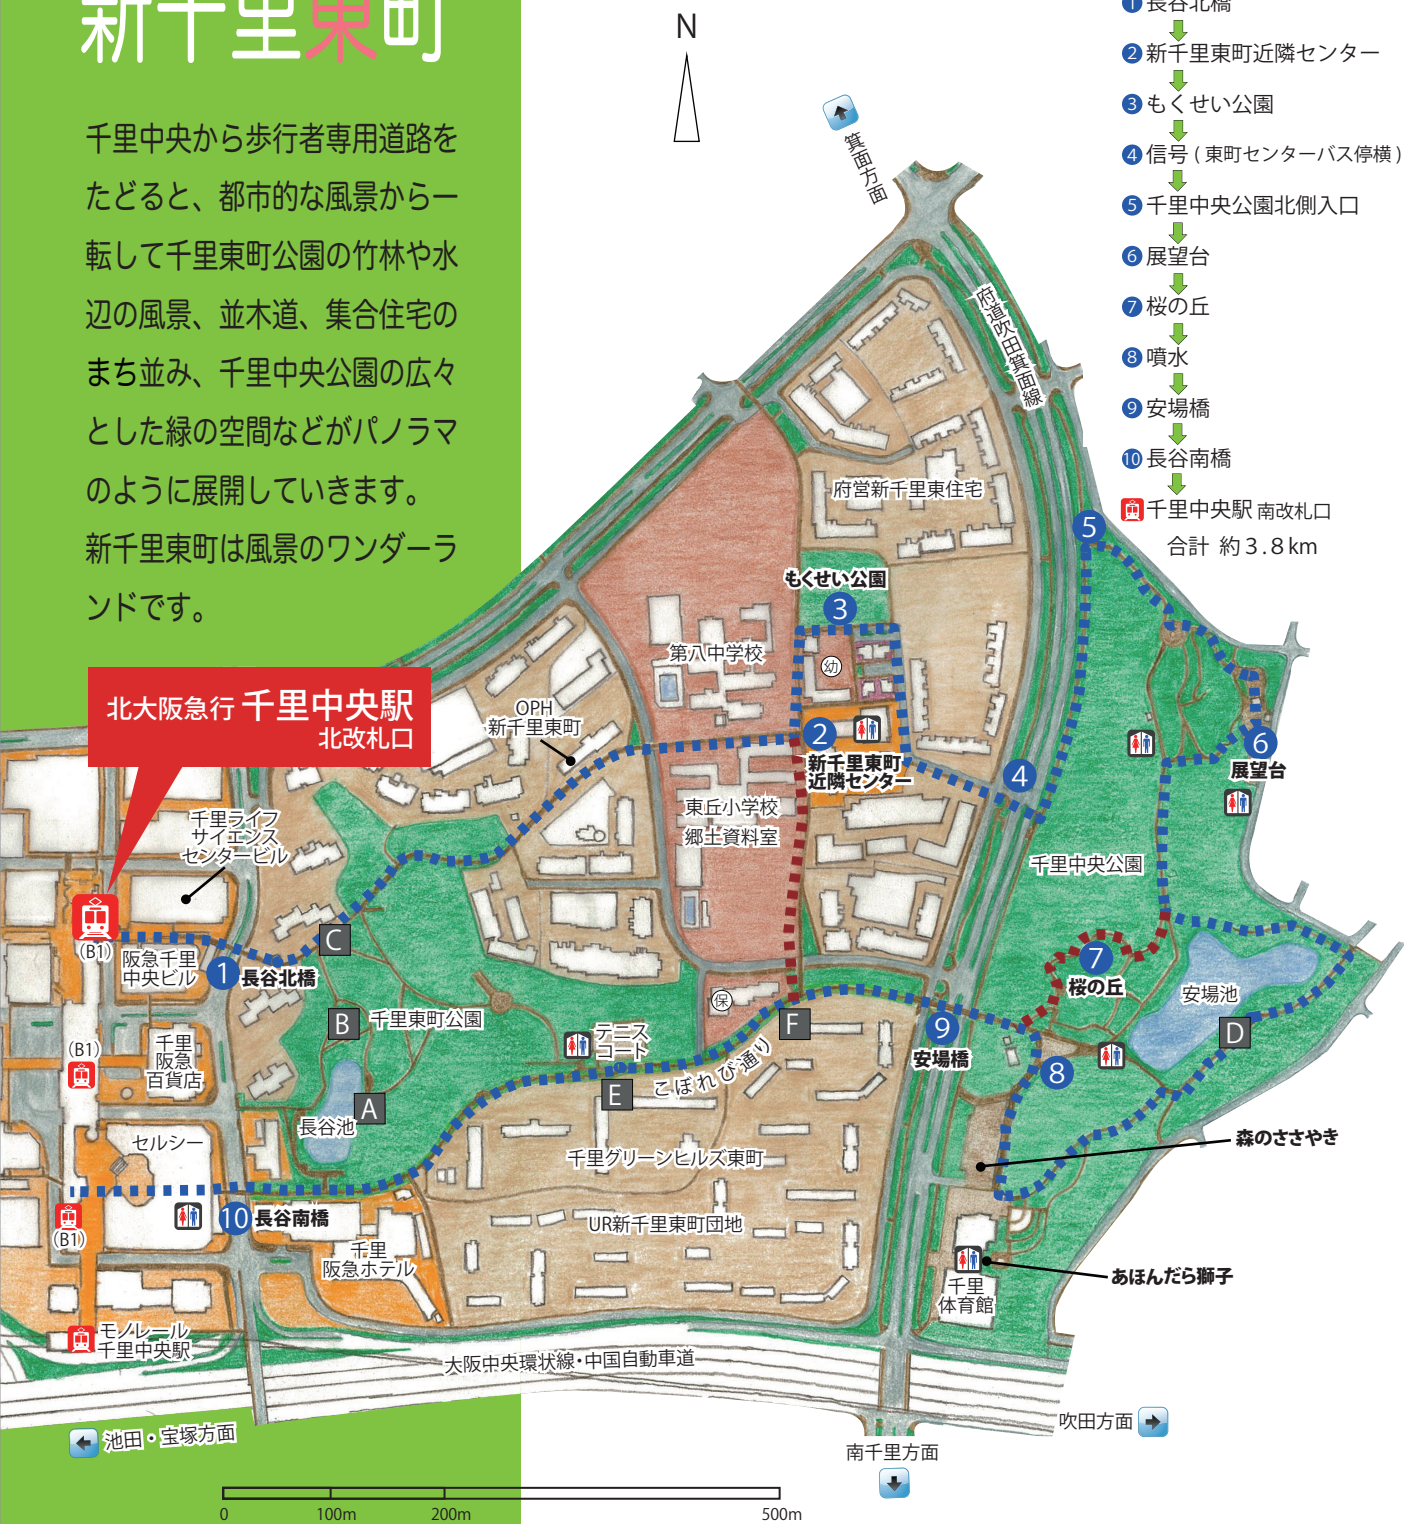 新千里東町
千里中央から歩行者専用道路を
たどると、都市的な風景から一
転して千里東町公園の竹林や水
辺の風景、並木道、集合住宅の
まち並み、千里中央公園の広々
とした緑の空間などがパノラマ
のように展開していきます。
新千里東町は風景のワンダーラ
ンドです。
N
1 長谷北橋
2 新千里東町近隣センター
3 もくせい公園
4 信号 ( 東町センターバス停横 )
5 千里中央公園北側入口
6 展望台
7 桜の丘
8 噴水
9 安場橋
10 長谷南橋
千里中央駅 南改札口
合計 約3.8km
箕面方面
府道吹田箕面線
府営新千里東住宅
5
もくせい公園
3
第八中学校
幼
北大阪急行 千里中央駅
北改札口
OPH
新千里東町
2
新千里東町
近隣センター
6
展望台
4
東丘小学校
郷土資料室
千里ライフ
サイエンス
センタービル
千里中央公園
(B1)
阪急千里
中央ビル
1
長谷北橋
C
7
桜の丘
安場池
保
B
千里東町公園
F
9
安場橋
D
テニス
コート
こぼれび通り
E
8
(B1)
千里
阪急
百貨店
A
長谷池
セルシー
森のささやき
千里グリーンヒルズ東町
10
長谷南橋
UR新千里東町団地
(B1)
千里
阪急ホテル
あほんだら獅子
千里
体育館
モノレール
千里中央駅
大阪中央環状線・中国自動車道
池田・宝塚方面
吹田方面
南千里方面
0
100m
200m
500m